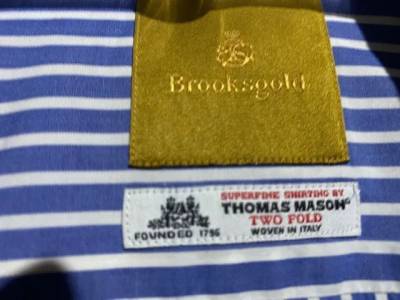 Brooksgold
SUPERFINE SHIRTING BY
THOMAS MASON®
TWO FOLD
WOVEN IN ITALY
FOUNDED 1796